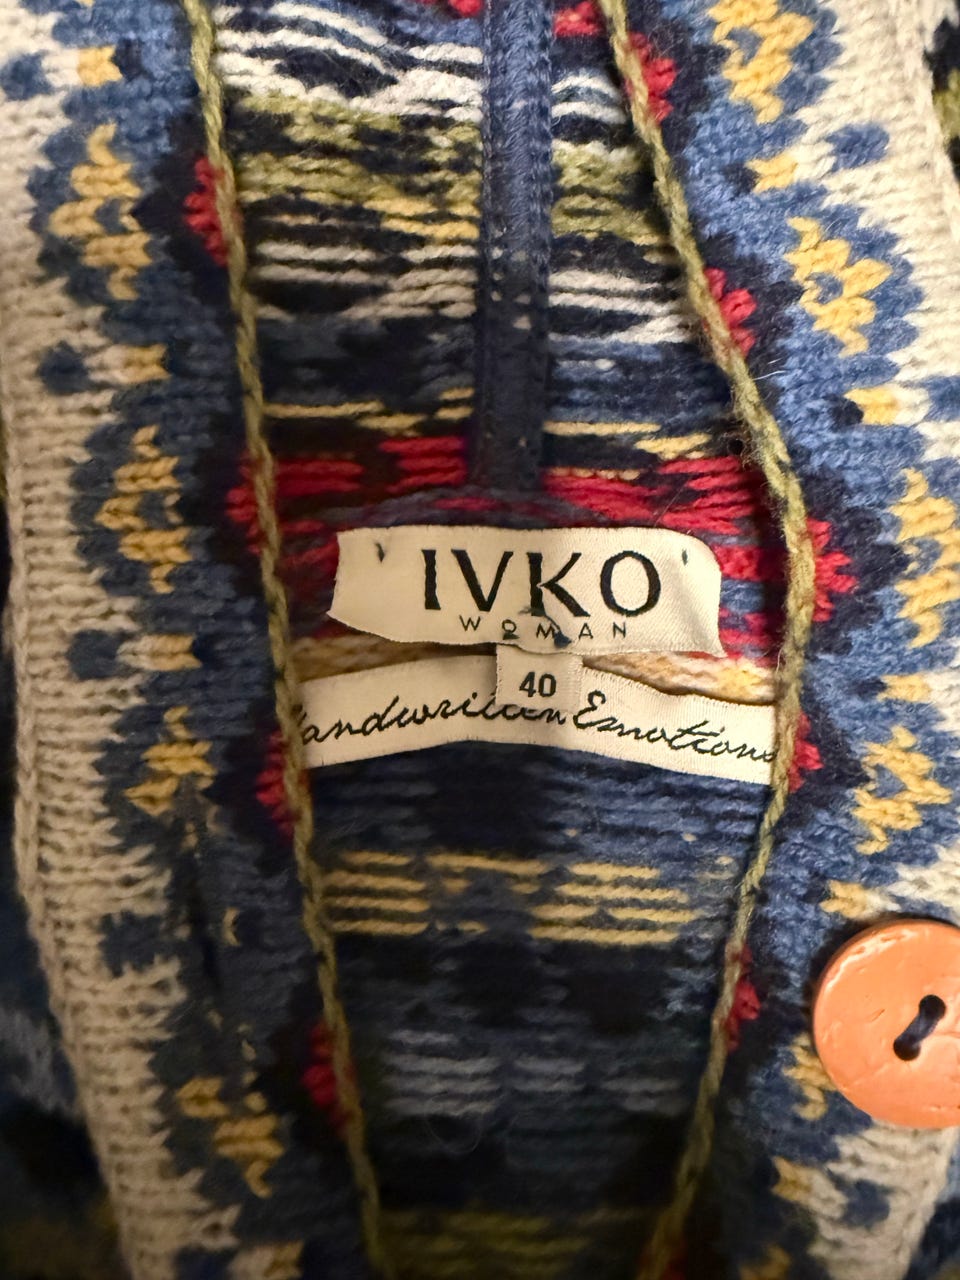 IVKO
WOMAN
40
Handwritten Emotions